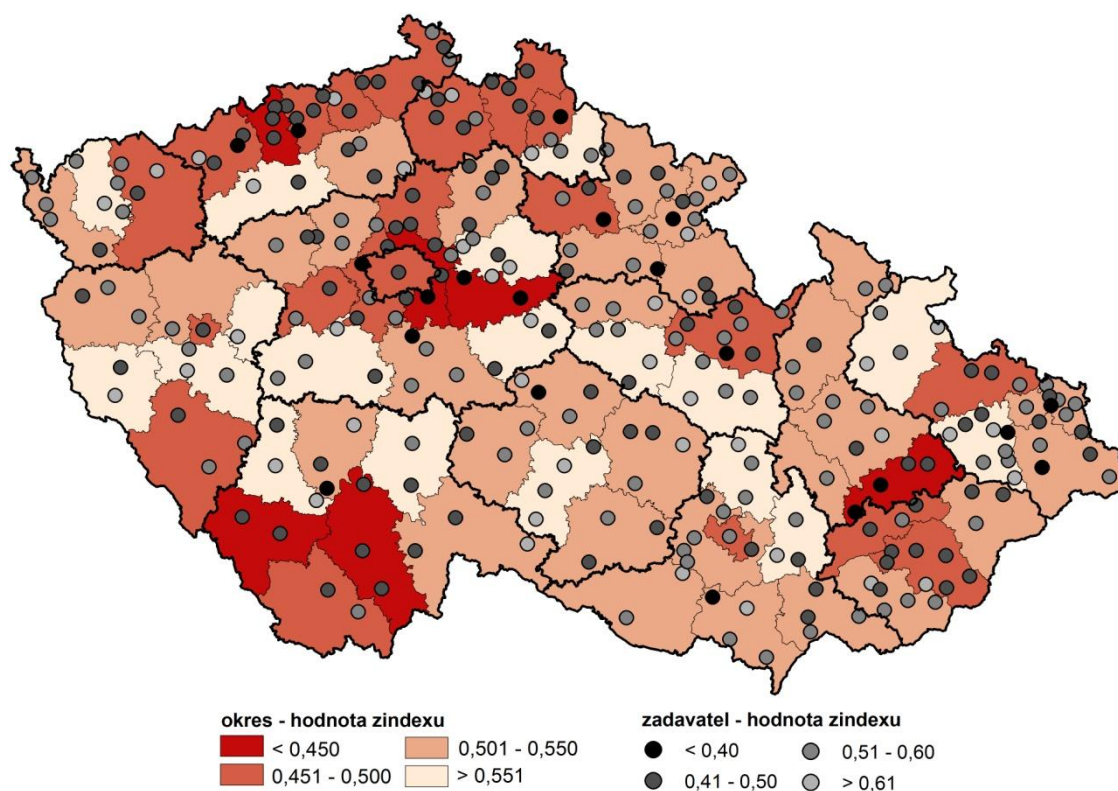 okres - hodnota zindexu
< 0,450
0,501 - 0,550
0,451 - 0,500
> 0,551
zadavatel - hodnota zindexu
< 0,40
0,51 - 0,60
0,41 - 0,50
> 0,61